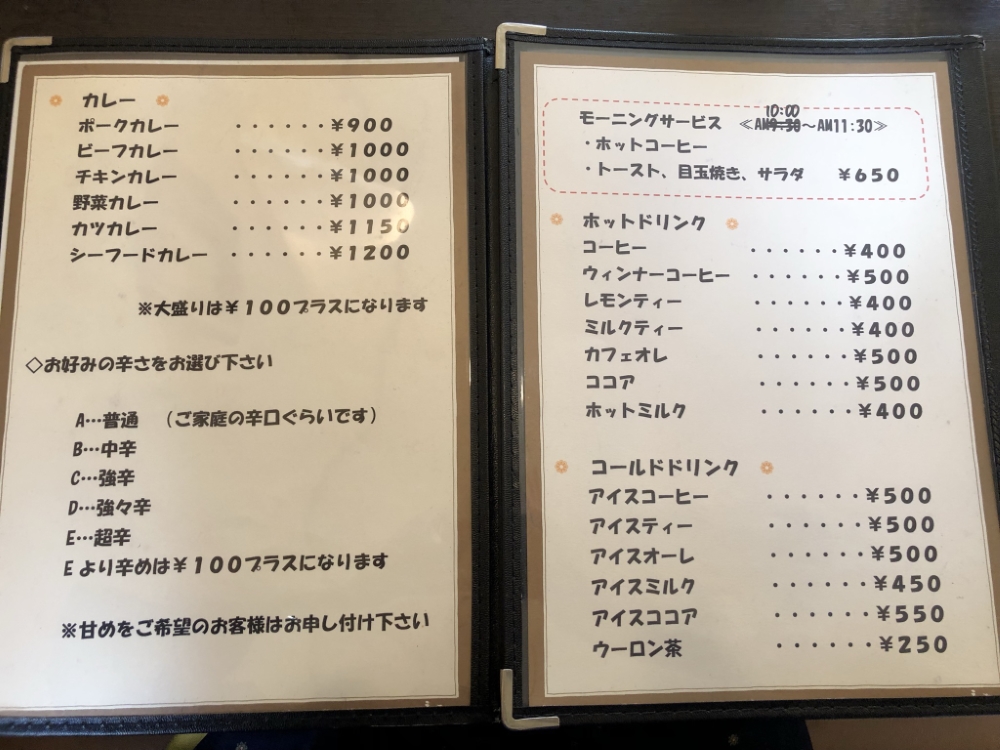 カレー
ポークカレー ・・・・・・￥900
ビーフカレー ・・・・・・￥1000
チキンカレー ・・・・・・￥1000
野菜カレー ・・・・・・￥1000
カツカレー ・・・・・・￥1150
シーフードカレー ・・・・・・￥1200
※大盛りは￥100プラスになります
◇お好みの辛さをお選び下さい
A…普通 （ご家庭の辛口ぐらいです）
B…中辛
C…強辛
D…強々辛
E…超辛
Eより辛めは￥100プラスになります
※甘めをご希望のお客様はお申し付け下さい
10:00
モーニングサービス ≪AM9:30～AM11:30≫
・ホットコーヒー
・トースト、目玉焼き、サラダ ￥650
ホットドリンク
コーヒー ・・・・・・￥400
ウィンナーコーヒー ・・・・・・￥500
レモンティー ・・・・・・￥400
ミルクティー ・・・・・・￥400
カフェオレ ・・・・・・￥500
ココア ・・・・・・￥500
ホットミルク ・・・・・・￥400
コールドドリンク
アイスコーヒー ・・・・・・￥500
アイスティー ・・・・・・￥500
アイスオーレ ・・・・・・￥500
アイスミルク ・・・・・・￥450
アイスココア ・・・・・・￥550
ウーロン茶 ・・・・・・￥250